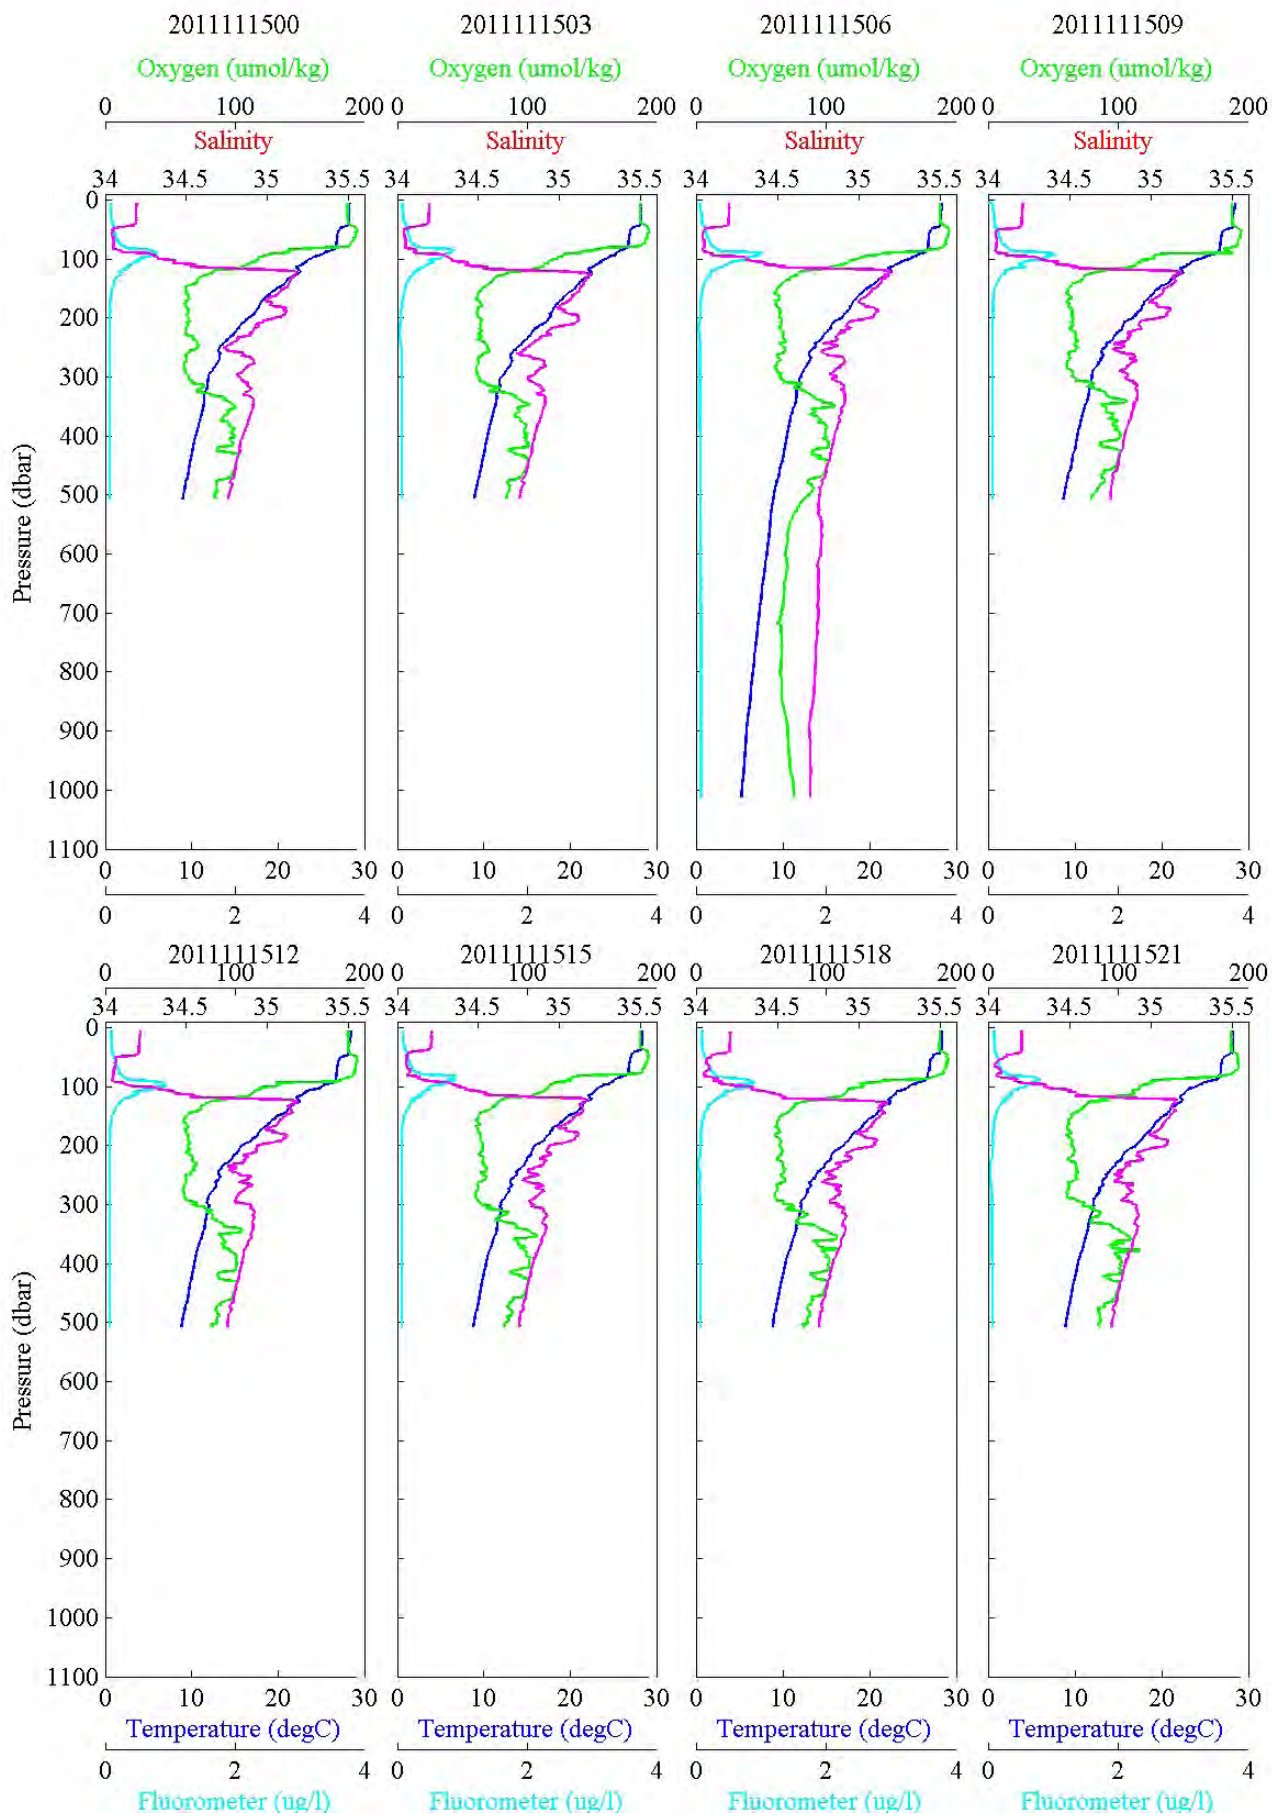 2011111500 2011111503 2011111506 2011111509
Oxygen (umol/kg) Oxygen (umol/kg) Oxygen (umol/kg) Oxygen (umol/kg)
0 100 200 0 100 200 0 100 200 0 100 200
Salinity Salinity Salinity Salinity
34 34.5 35 35.5 34 34.5 35 35.5 34 34.5 35 35.5 34 34.5 35 35.5
0
100
200
300
400
500
600
700
800
900
1000
1100
Pressure (dbar)
0 10 20 30 0 10 20 30 0 10 20 30 0 10 20 30
0 2 4 0 2 4 0 2 4 0 2 4
2011111512 2011111515 2011111518 2011111521
0 100 200 0 100 200 0 100 200 0 100 200
34 34.5 35 35.5 34 34.5 35 35.5 34 34.5 35 35.5 34 34.5 35 35.5
0
100
200
300
400
500
600
700
800
900
1000
1100
Pressure (dbar)
0 10 20 30 0 10 20 30 0 10 20 30 0 10 20 30
Temperature (degC) Temperature (degC) Temperature (degC) Temperature (degC)
0 2 4 0 2 4 0 2 4 0 2 4
Fluorometer (ug/l) Fluorometer (ug/l) Fluorometer (ug/l) Fluorometer (ug/l)